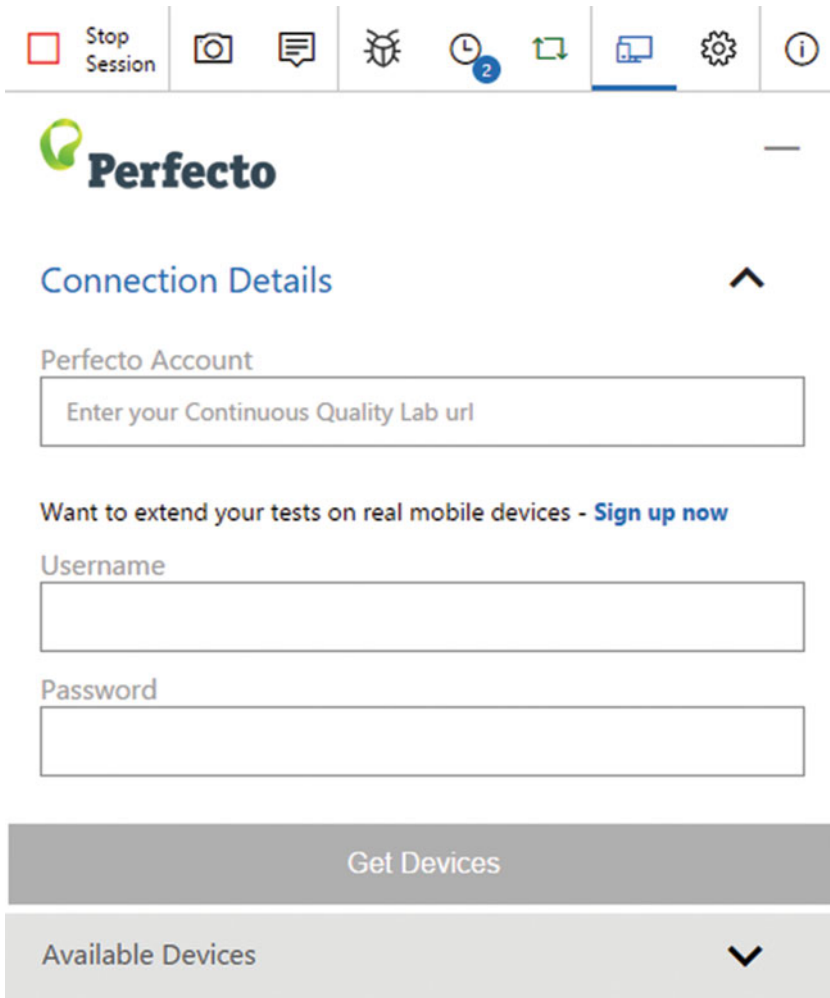 Stop
Session
2
Perfecto
Connection Details
Perfecto Account
Enter your Continuous Quality Lab url
Want to extend your tests on real mobile devices - Sign up now
Username
Password
Get Devices
Available Devices